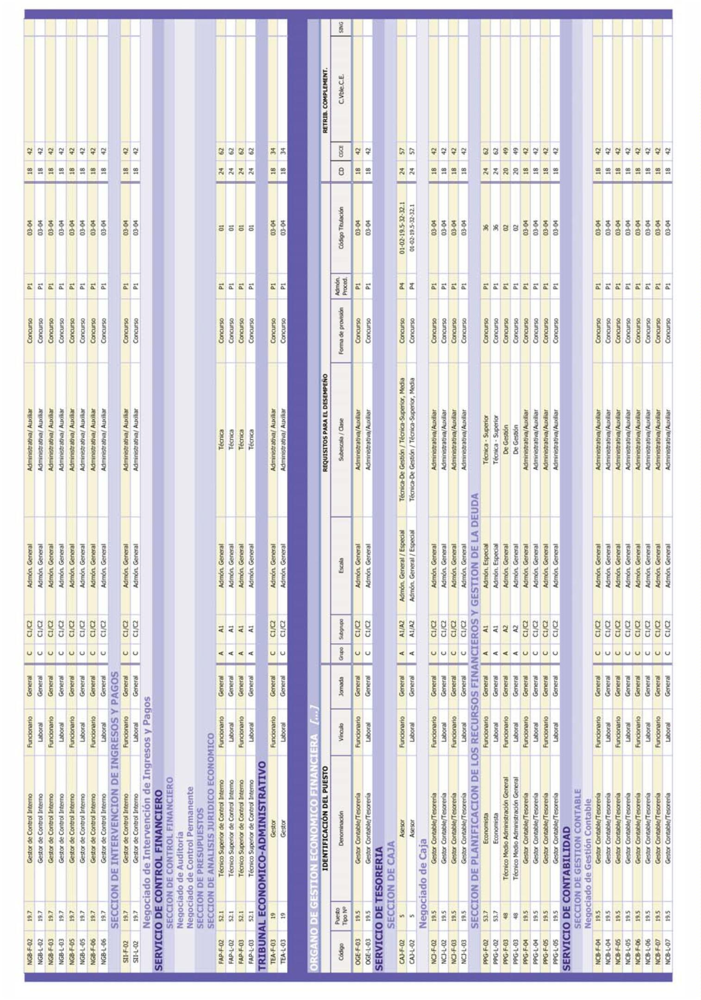 NGB-F-02 19.7 Gestor de Control Interno Funcionario General C C1/C2 Admón. General Administrativa/ Auxiliar Concurso P1 03-04 18 42
NGB-L-02 19.7 Gestor de Control Interno Laboral General C C1/C2 Admón. General Administrativa/ Auxiliar Concurso P1 03-04 18 42
NGB-F-03 19.7 Gestor de Control Interno Funcionario General C C1/C2 Admón. General Administrativa/ Auxiliar Concurso P1 03-04 18 42
NGB-L-03 19.7 Gestor de Control Interno Laboral General C C1/C2 Admón. General Administrativa/ Auxiliar Concurso P1 03-04 18 42
NGB-F-05 19.7 Gestor de Control Interno Funcionario General C C1/C2 Admón. General Administrativa/ Auxiliar Concurso P1 03-04 18 42
NGB-L-05 19.7 Gestor de Control Interno Laboral General C C1/C2 Admón. General Administrativa/ Auxiliar Concurso P1 03-04 18 42
NGB-F-06 19.7 Gestor de Control Interno Funcionario General C C1/C2 Admón. General Administrativa/ Auxiliar Concurso P1 03-04 18 42
NGB-L-06 19.7 Gestor de Control Interno Laboral General C C1/C2 Admón. General Administrativa/ Auxiliar Concurso P1 03-04 18 42
SECCION DE INTERVENCION DE INGRESOS Y PAGOS
SII-F-02 19.7 Gestor de Control Interno Funcionario General C C1/C2 Admón. General Administrativa/ Auxiliar Concurso P1 03-04 18 42
SII-L-02 19.7 Gestor de Control Interno Laboral General C C1/C2 Admón. General Administrativa/ Auxiliar Concurso P1 03-04 18 42
Negociado de Intervención de Ingresos y Pagos
SERVICIO DE CONTROL FINANCIERO
SECCION DE CONTROL FINANCIERO
Negociado de Auditoría
Negociado de Control Permanente
SECCION DE PRESUPUESTOS
SECCION DE ANALISIS JURIDICO ECONOMICO
FAP-F-02 52.1 Técnico Superior de Control Interno Funcionario General A A1 Admón. General Técnica Concurso P1 01 24 62
FAP-L-02 52.1 Técnico Superior de Control Interno Laboral General A A1 Admón. General Técnica Concurso P1 01 24 62
FAP-F-03 52.1 Técnico Superior de Control Interno Funcionario General A A1 Admón. General Técnica Concurso P1 01 24 62
FAP-L-03 52.1 Técnico Superior de Control Interno Laboral General A A1 Admón. General Técnica Concurso P1 01 24 62
TRIBUNAL ECONOMICO-ADMINISTRATIVO
TEA-F-03 19 Gestor Funcionario General C C1/C2 Admón. General Administrativa/ Auxiliar Concurso P1 03-04 18 34
TEA-L-03 19 Gestor Laboral General C C1/C2 Admón. General Administrativa/ Auxiliar Concurso P1 03-04 18 34
ORGANO DE GESTION ECONOMICO FINANCIERA [...]
IDENTIFICACIÓN DEL PUESTO REQUISITOS PARA EL DESEMPEÑO RETRIB. COMPLEMENT.
Código Puesto Tipo Nº Denominación Vínculo Jornada Grupo Subgrupo Escala Subescala / Clase Forma de provisión Admón. Proced. Código Titulación CD CGCE C.Vble.C.E. SING
OGE-F-03 19.5 Gestor Contable/Tesorería Funcionario General C C1/C2 Admón. General Administrativa/Auxiliar Concurso P1 03-04 18 42
OGE-L-03 19.5 Gestor Contable/Tesorería Laboral General C C1/C2 Admón. General Administrativa/Auxiliar Concurso P1 03-04 18 42
SERVICIO DE TESORERIA
SECCION DE CAJA
CAJ-F-02 5 Asesor Funcionario General A A1/A2 Admón. General / Especial Técnica-De Gestión / Técnica-Superior, Media Concurso P4 01-02-19.5-32-32.1 24 57
CAJ-L-02 5 Asesor Laboral General A A1/A2 Admón. General / Especial Técnica-De Gestión / Técnica-Superior, Media Concurso P4 01-02-19.5-32-32.1 24 57
Negociado de Caja
NCJ-F-02 19.5 Gestor Contable/Tesorería Funcionario General C C1/C2 Admón. General Administrativa/Auxiliar Concurso P1 03-04 18 42
NCJ-L-02 19.5 Gestor Contable/Tesorería Laboral General C C1/C2 Admón. General Administrativa/Auxiliar Concurso P1 03-04 18 42
NCJ-F-03 19.5 Gestor Contable/Tesorería Funcionario General C C1/C2 Admón. General Administrativa/Auxiliar Concurso P1 03-04 18 42
NCJ-L-03 19.5 Gestor Contable/Tesorería Laboral General C C1/C2 Admón. General Administrativa/Auxiliar Concurso P1 03-04 18 42
SECCION DE PLANIFICACION DE LOS RECURSOS FINANCIEROS Y GESTION DE LA DEUDA
PPG-F-02 53.7 Economista Funcionario General A A1 Admón. Especial Técnica - Superior Concurso P1 36 24 62
PPG-L-02 53.7 Economista Laboral General A A1 Admón. Especial Técnica - Superior Concurso P1 36 24 62
PPG-F-03 48 Técnico Medio Administración General Funcionario General A A2 Admón. General De Gestión Concurso P1 02 20 49
PPG-L-03 48 Técnico Medio Administración General Laboral General A A2 Admón. General De Gestión Concurso P1 02 20 49
PPG-F-04 19.5 Gestor Contable/Tesorería Funcionario General C C1/C2 Admón. General Administrativa/Auxiliar Concurso P1 03-04 18 42
PPG-L-04 19.5 Gestor Contable/Tesorería Laboral General C C1/C2 Admón. General Administrativa/Auxiliar Concurso P1 03-04 18 42
PPG-F-05 19.5 Gestor Contable/Tesorería Funcionario General C C1/C2 Admón. General Administrativa/Auxiliar Concurso P1 03-04 18 42
PPG-L-05 19.5 Gestor Contable/Tesorería Laboral General C C1/C2 Admón. General Administrativa/Auxiliar Concurso P1 03-04 18 42
SERVICIO DE CONTABILIDAD
SECCION DE GESTION CONTABLE
Negociado de Gestión Contable
NCB-F-04 19.5 Gestor Contable/Tesorería Funcionario General C C1/C2 Admón. General Administrativa/Auxiliar Concurso P1 03-04 18 42
NCB-L-04 19.5 Gestor Contable/Tesorería Laboral General C C1/C2 Admón. General Administrativa/Auxiliar Concurso P1 03-04 18 42
NCB-F-05 19.5 Gestor Contable/Tesorería Funcionario General C C1/C2 Admón. General Administrativa/Auxiliar Concurso P1 03-04 18 42
NCB-L-05 19.5 Gestor Contable/Tesorería Laboral General C C1/C2 Admón. General Administrativa/Auxiliar Concurso P1 03-04 18 42
NCB-F-06 19.5 Gestor Contable/Tesorería Funcionario General C C1/C2 Admón. General Administrativa/Auxiliar Concurso P1 03-04 18 42
NCB-L-06 19.5 Gestor Contable/Tesorería Laboral General C C1/C2 Admón. General Administrativa/Auxiliar Concurso P1 03-04 18 42
NCB-F-07 19.5 Gestor Contable/Tesorería Funcionario General C C1/C2 Admón. General Administrativa/Auxiliar Concurso P1 03-04 18 42
NCB-L-07 19.5 Gestor Contable/Tesorería Laboral General C C1/C2 Admón. General Administrativa/Auxiliar Concurso P1 03-04 18 42